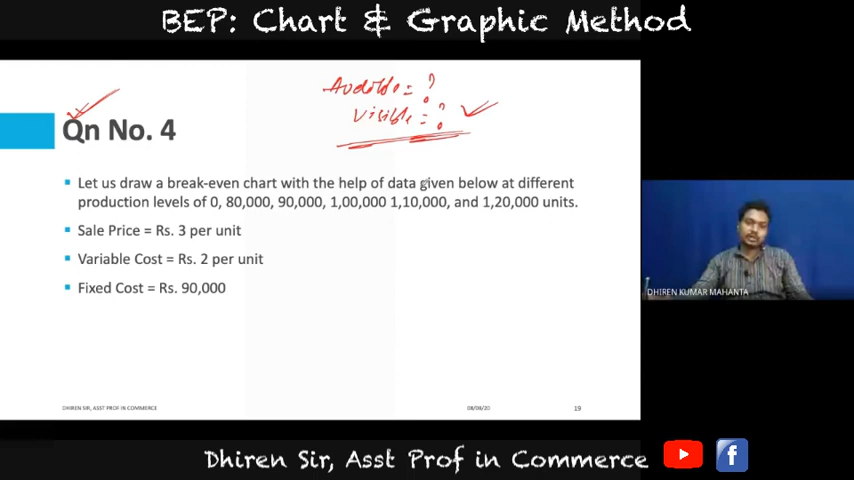 BEP: Chart & Graphic Method
Audible = ?
Visible = ?
Qn No. 4
Let us draw a break-even chart with the help of data given below at different
production levels of 0, 80,000, 90,000, 1,00,000 1,10,000, and 1,20,000 units.
Sale Price = Rs. 3 per unit
Variable Cost = Rs. 2 per unit
Fixed Cost = Rs. 90,000
DHIREN KUMAR MAHANTA
DHIREN SIR, ASST PROF IN COMMERCE
08/08/20
19
Dhiren Sir, Asst Prof in Commerce